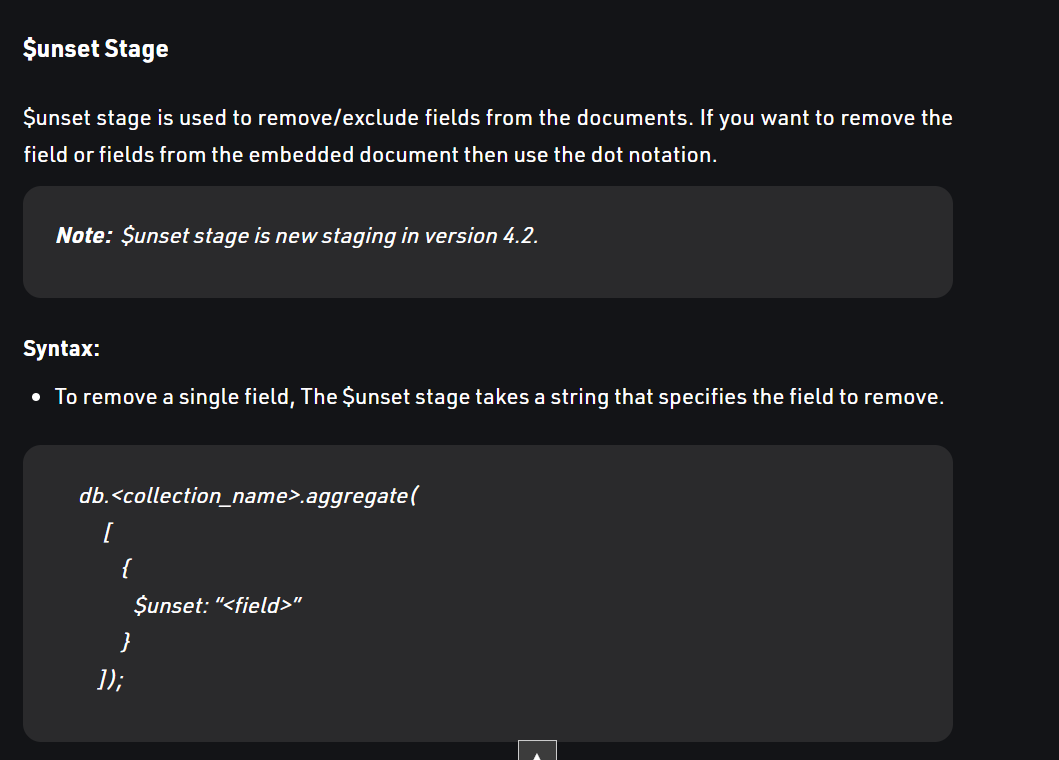 $unset Stage
$unset stage is used to remove/exclude fields from the documents. If you want to remove the
field or fields from the embedded document then use the dot notation.
Note: $unset stage is new staging in version 4.2.
Syntax:
• To remove a single field, The $unset stage takes a string that specifies the field to remove.
db.<collection_name>.aggregate(
[
{
$unset: “<field>”
}
]);